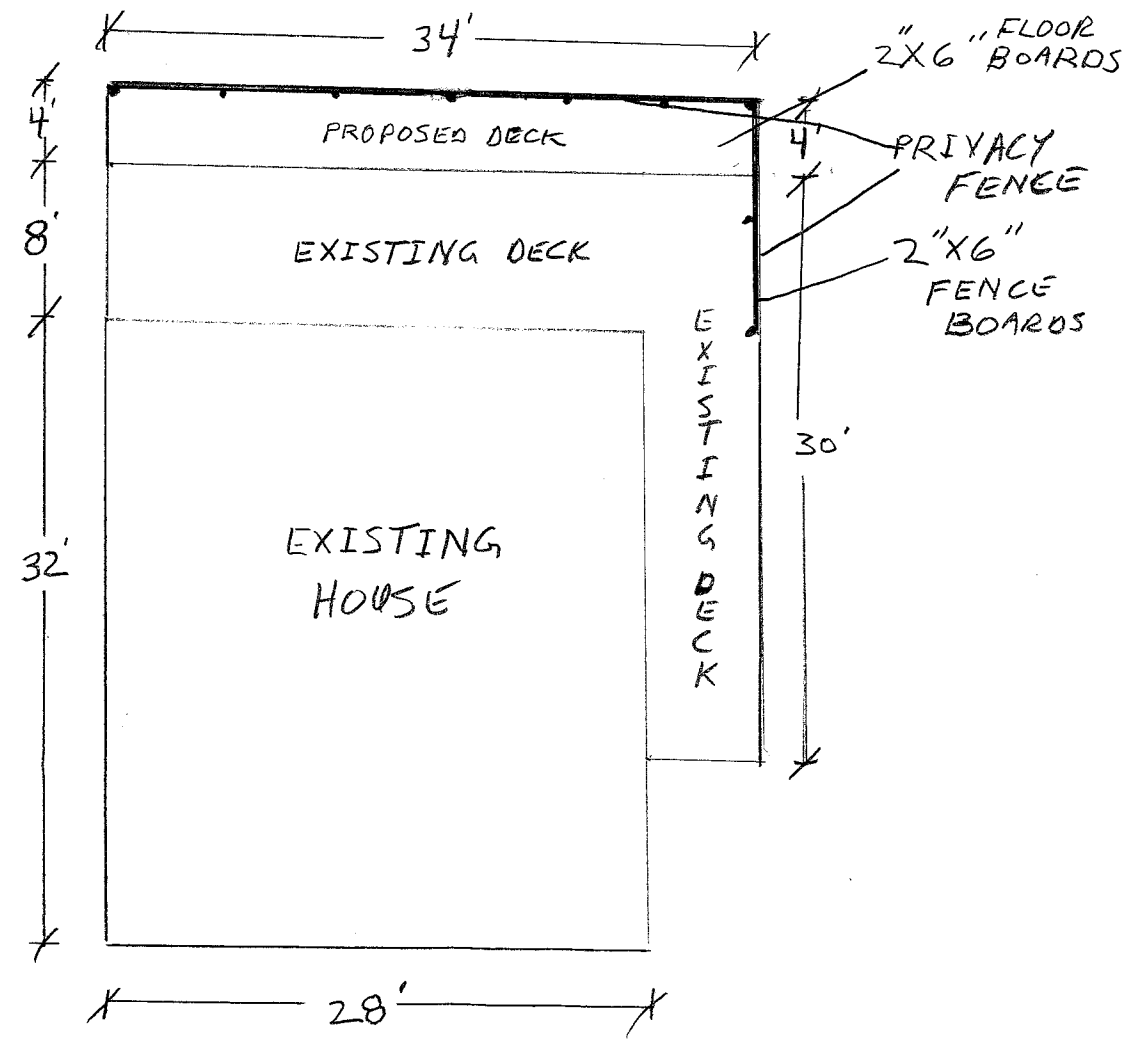 34'
2"X6" FLOOR
BOARDS
4'
PROPOSED DECK
4'
PRIVACY
FENCE
8'
EXISTING DECK
2"X6"
FENCE
BOARDS
EXISTING DECK
30'
32'
EXISTING
HOUSE
28'